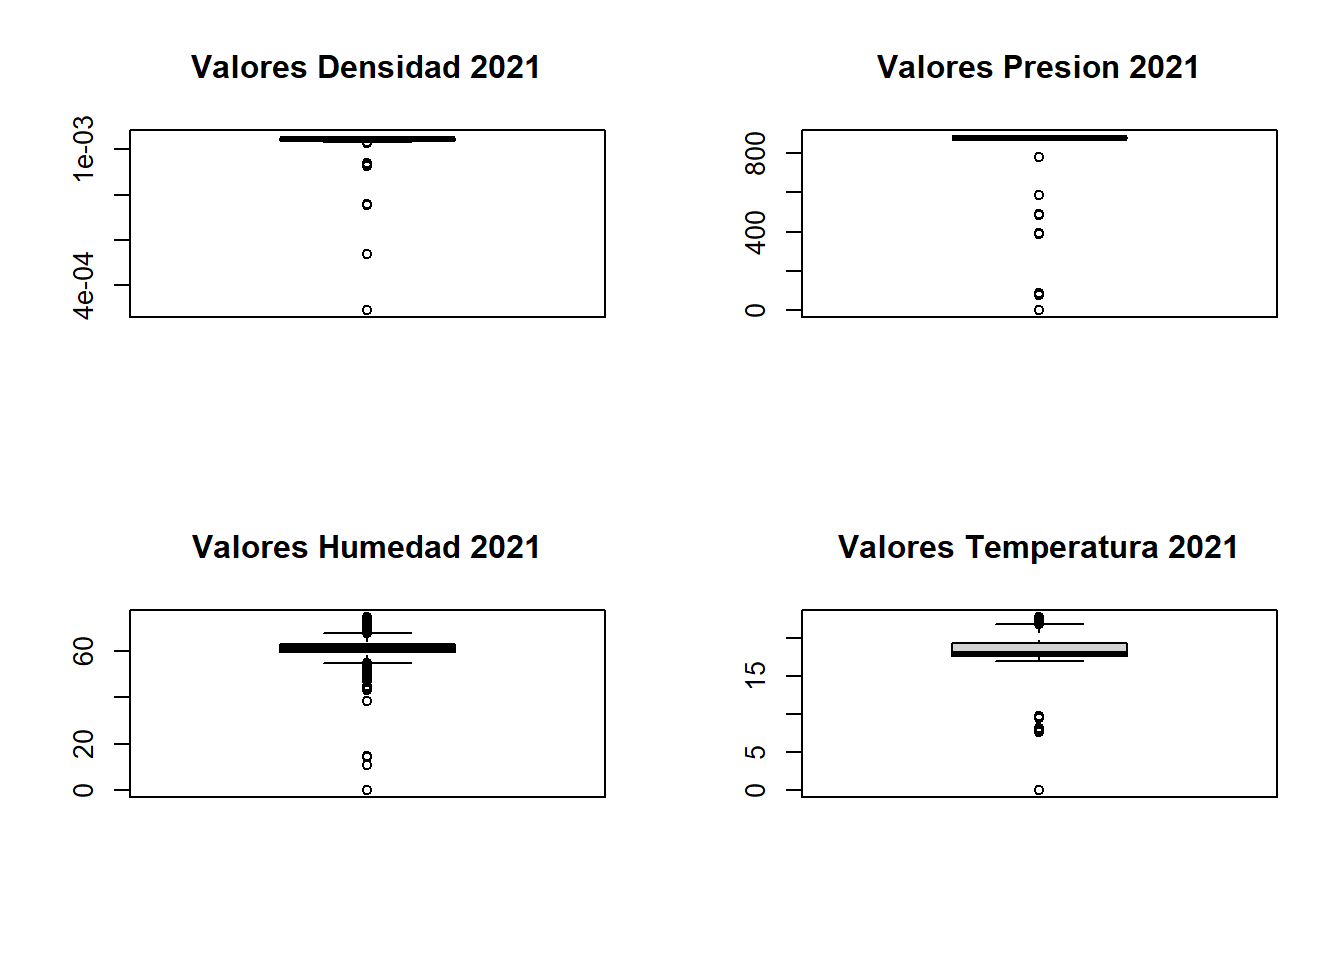 Valores Densidad 2021
1e-03
4e-04
Valores Presion 2021
800
400
0
Valores Humedad 2021
60
20
0
Valores Temperatura 2021
15
5
0